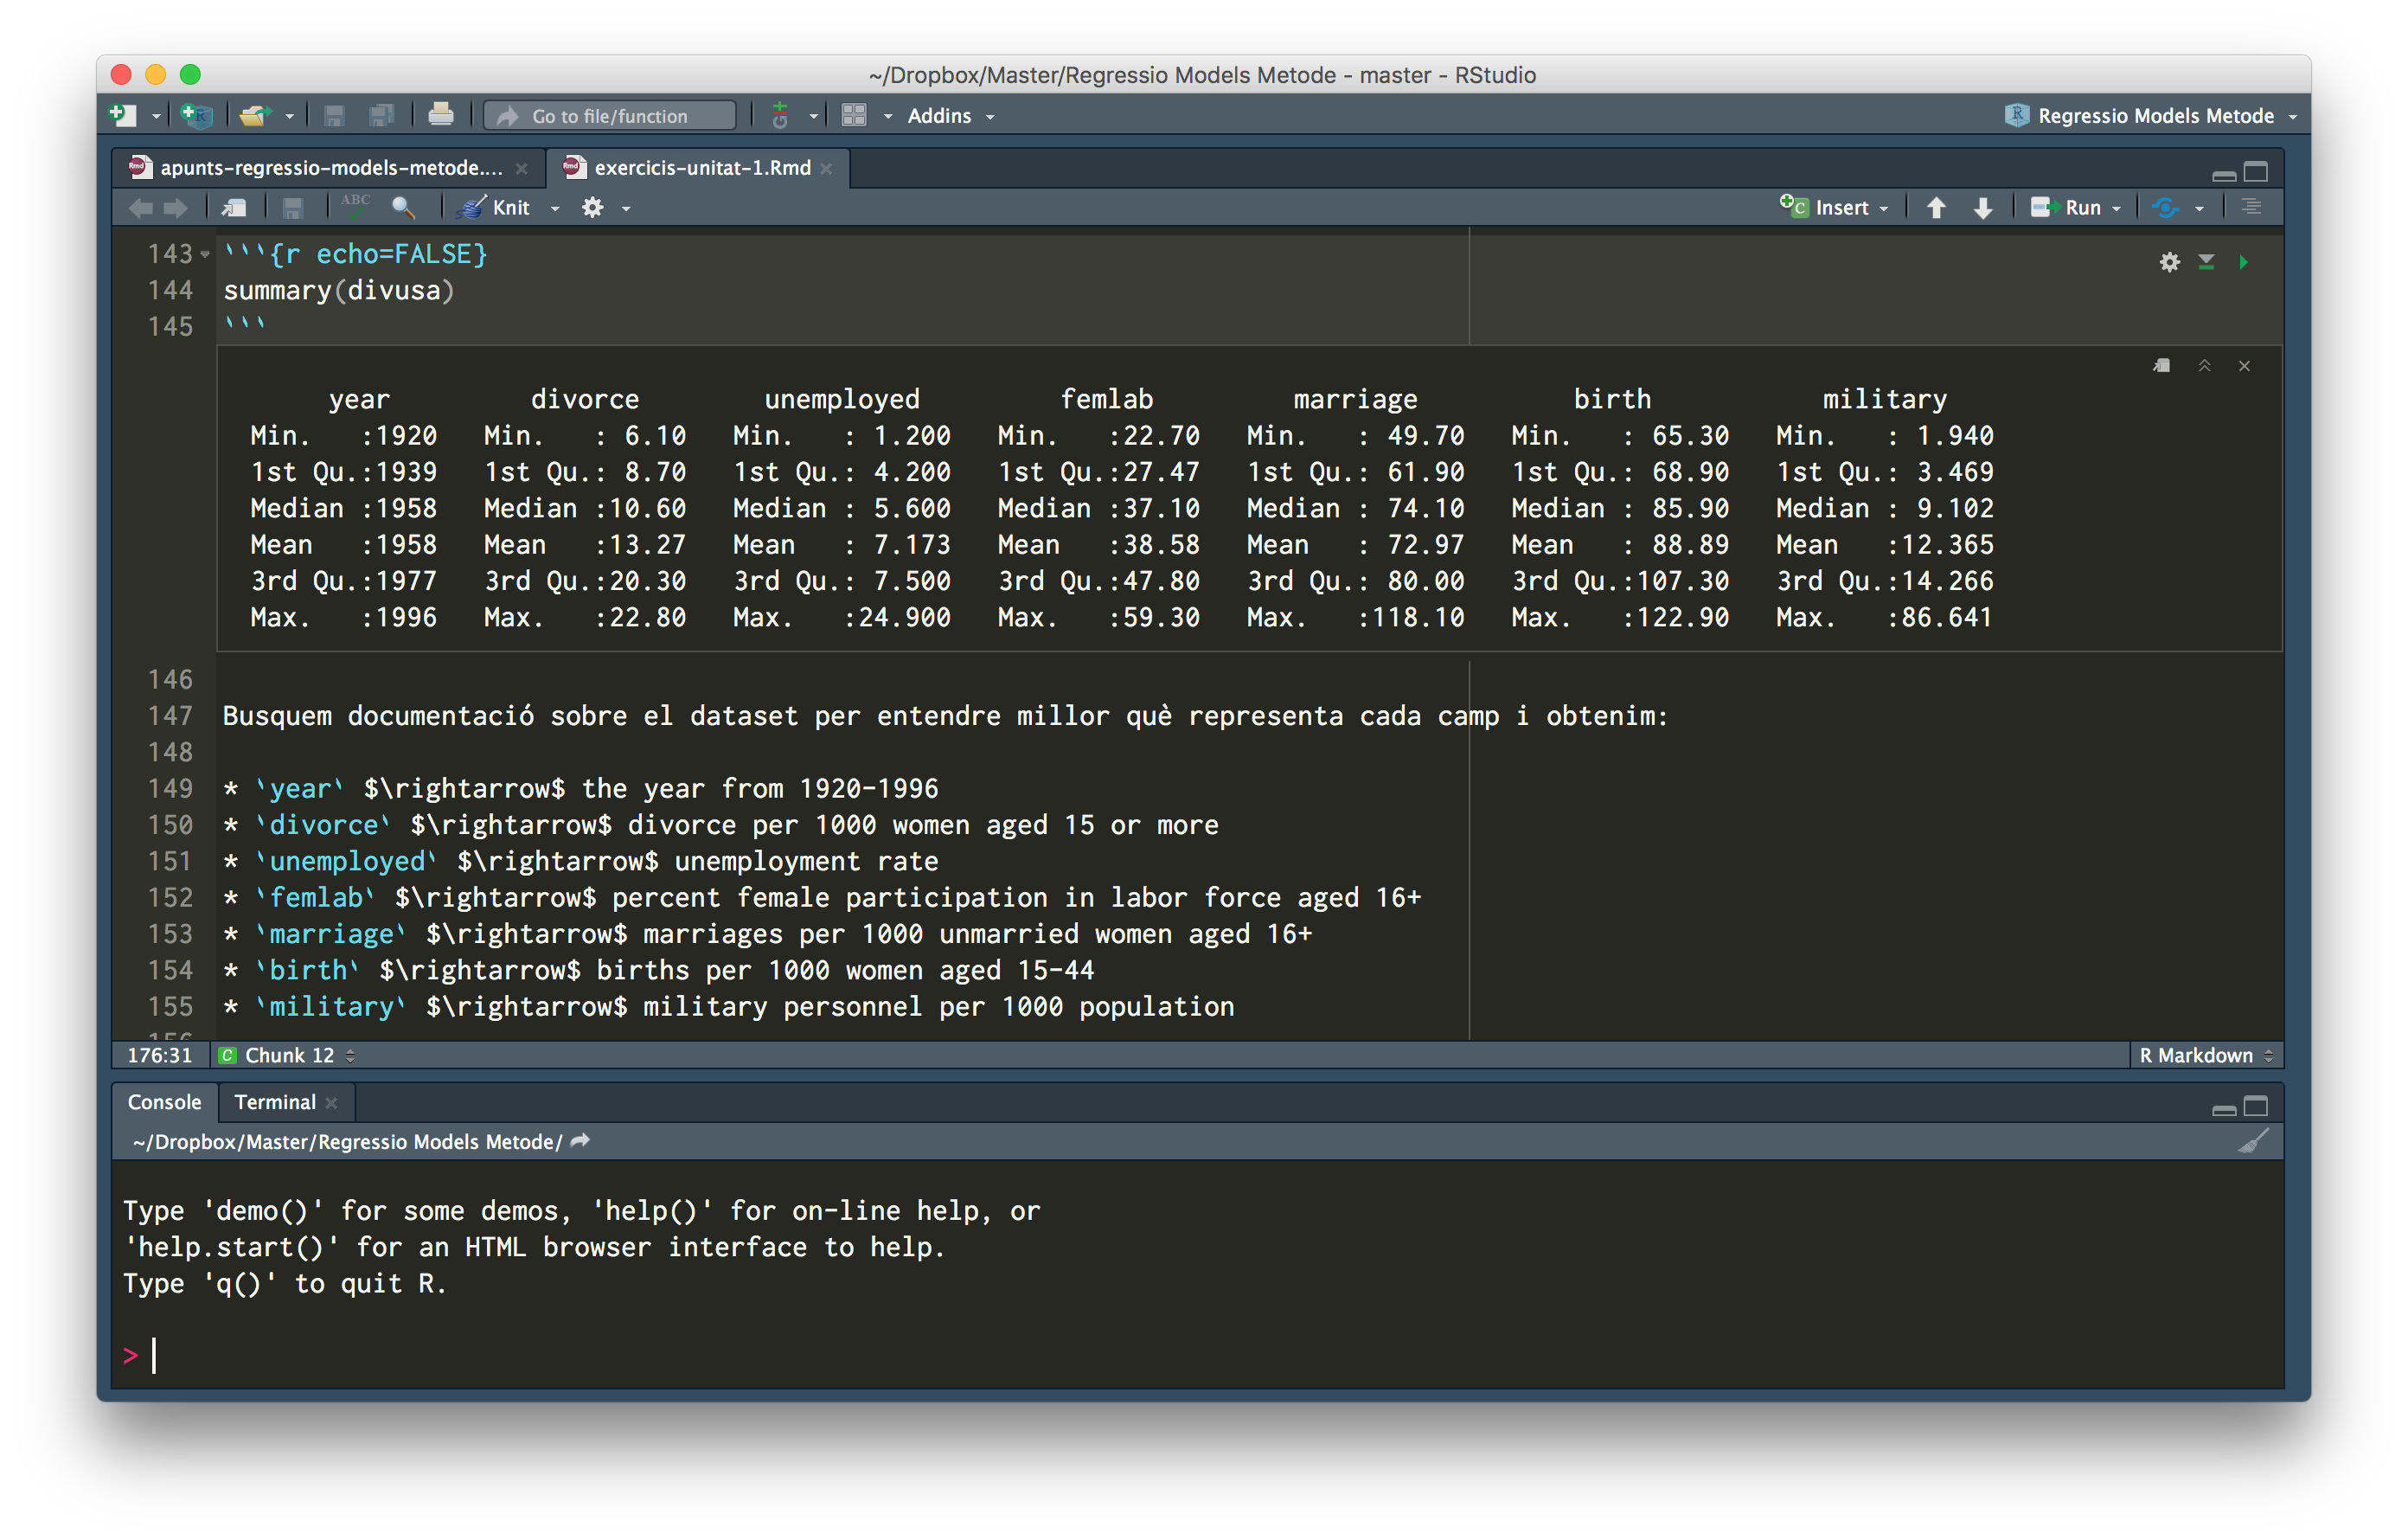 ~/Dropbox/Master/Regressio Models Metode - master - RStudio
Go to file/function
Addins
Regressio Models Metode
apunts-regressio-models-metode....
exercicis-unitat-1.Rmd
ABC
Knit
Insert
Run
143 ```{r echo=FALSE}
144 summary(divusa)
145 ```
year divorce unemployed femlab marriage birth military
Min. :1920 Min. : 6.10 Min. : 1.200 Min. :22.70 Min. : 49.70 Min. : 65.30 Min. : 1.940
1st Qu.:1939 1st Qu.: 8.70 1st Qu.: 4.200 1st Qu.:27.47 1st Qu.: 61.90 1st Qu.: 68.90 1st Qu.: 3.469
Median :1958 Median :10.60 Median : 5.600 Median :37.10 Median : 74.10 Median : 85.90 Median : 9.102
Mean :1958 Mean :13.27 Mean : 7.173 Mean :38.58 Mean : 72.97 Mean : 88.89 Mean :12.365
3rd Qu.:1977 3rd Qu.:20.30 3rd Qu.: 7.500 3rd Qu.:47.80 3rd Qu.: 80.00 3rd Qu.:107.30 3rd Qu.:14.266
Max. :1996 Max. :22.80 Max. :24.900 Max. :59.30 Max. :118.10 Max. :122.90 Max. :86.641
146
147 Busquem documentació sobre el dataset per entendre millor què representa cada camp i obtenim:
148
149 * `year` $\rightarrow$ the year from 1920-1996
150 * `divorce` $\rightarrow$ divorce per 1000 women aged 15 or more
151 * `unemployed` $\rightarrow$ unemployment rate
152 * `femlab` $\rightarrow$ percent female participation in labor force aged 16+
153 * `marriage` $\rightarrow$ marriages per 1000 unmarried women aged 16+
154 * `birth` $\rightarrow$ births per 1000 women aged 15-44
155 * `military` $\rightarrow$ military personnel per 1000 population
156
176:31 C Chunk 12 R Markdown
Console Terminal
~/Dropbox/Master/Regressio Models Metode/
Type 'demo()' for some demos, 'help()' for on-line help, or
'help.start()' for an HTML browser interface to help.
Type 'q()' to quit R.
>